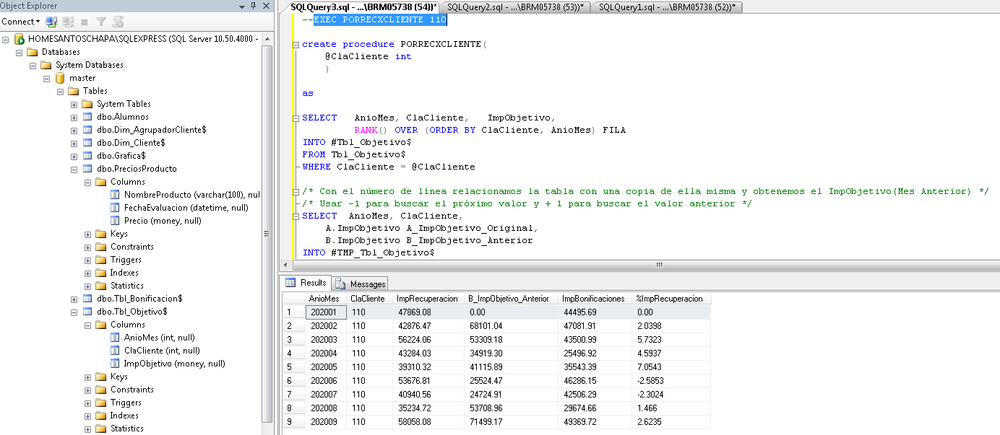 Object Explorer
Connect
HOMESANTOSCHAPA\SQLEXPRESS (SQL Server 10.50.4000 -
Databases
System Databases
master
Tables
System Tables
dbo.Alumnos
dbo.Dim_AgrupadorCliente$
dbo.Dim_Cliente$
dbo.Grafica$
dbo.PreciosProducto
Columns
NombreProducto (varchar(100), nul
FechaEvaluacion (datetime, null)
Precio (money, null)
Keys
Constraints
Triggers
Indexes
Statistics
dbo.Tbl_Bonificacion$
dbo.Tbl_Objetivo$
Columns
AnioMes (int, null)
ClaCliente (int, null)
ImpObjetivo (money, null)
Keys
Constraints
Triggers
Indexes
Statistics
SQLQuery3.sql - ...\BRM05738 (54))* SQLQuery2.sql - ...\BRM05738 (53))* SQLQuery1.sql - ...\BRM05738 (52))*
--EXEC PORRECXCLIENTE 110
create procedure PORRECXCLIENTE(
@ClaCliente int
)
as
SELECT AnioMes, ClaCliente, ImpObjetivo,
RANK() OVER (ORDER BY ClaCliente, AnioMes) FILA
INTO #Tbl_Objetivo$
FROM Tbl_Objetivo$
WHERE ClaCliente = @ClaCliente
/* Con el número de línea relacionamos la tabla con una copia de ella misma y obtenemos el ImpObjetivo(Mes Anterior) */
/* Usar -1 para buscar el próximo valor y + 1 para buscar el valor anterior */
SELECT AnioMes, ClaCliente,
A.ImpObjetivo A_ImpObjetivo_Original,
B.ImpObjetivo B_ImpObjetivo_Anterior
INTO #TMP_Tbl_Objetivo$
Results Messages
AnioMes ClaCliente ImpRecuperacion B_ImpObjetivo_Anterior ImpBonificaciones %ImpRecuperacion
1 202001 110 47869.08 0.00 44495.69 0.00
2 202002 110 42876.47 68101.04 47081.91 2.0398
3 202003 110 56224.06 53309.18 43500.99 5.7323
4 202004 110 43284.03 34919.30 25496.92 4.5937
5 202005 110 39310.32 41115.89 35543.39 7.0543
6 202006 110 53676.81 25524.47 46286.15 -2.5853
7 202007 110 40940.56 24724.91 42506.29 -2.3024
8 202008 110 35234.72 53708.96 29674.66 1.466
9 202009 110 58058.08 71499.17 49369.72 2.6235